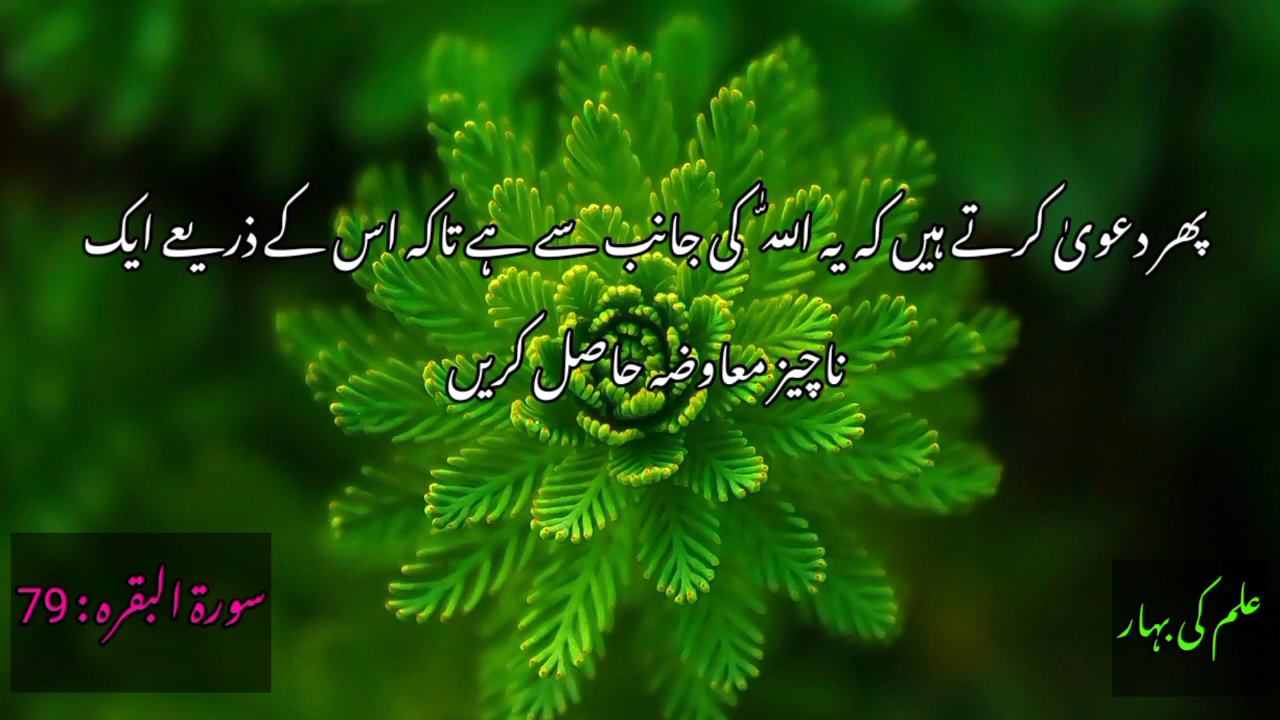 پھر دعویٰ کرتے ہیں کہ یہ اللہ کی جانب سے ہے تاکہ اس کے ذریعے ایک
ناچیز معاوضہ حاصل کریں
سورۃ البقرہ : 79
علم کی بہار